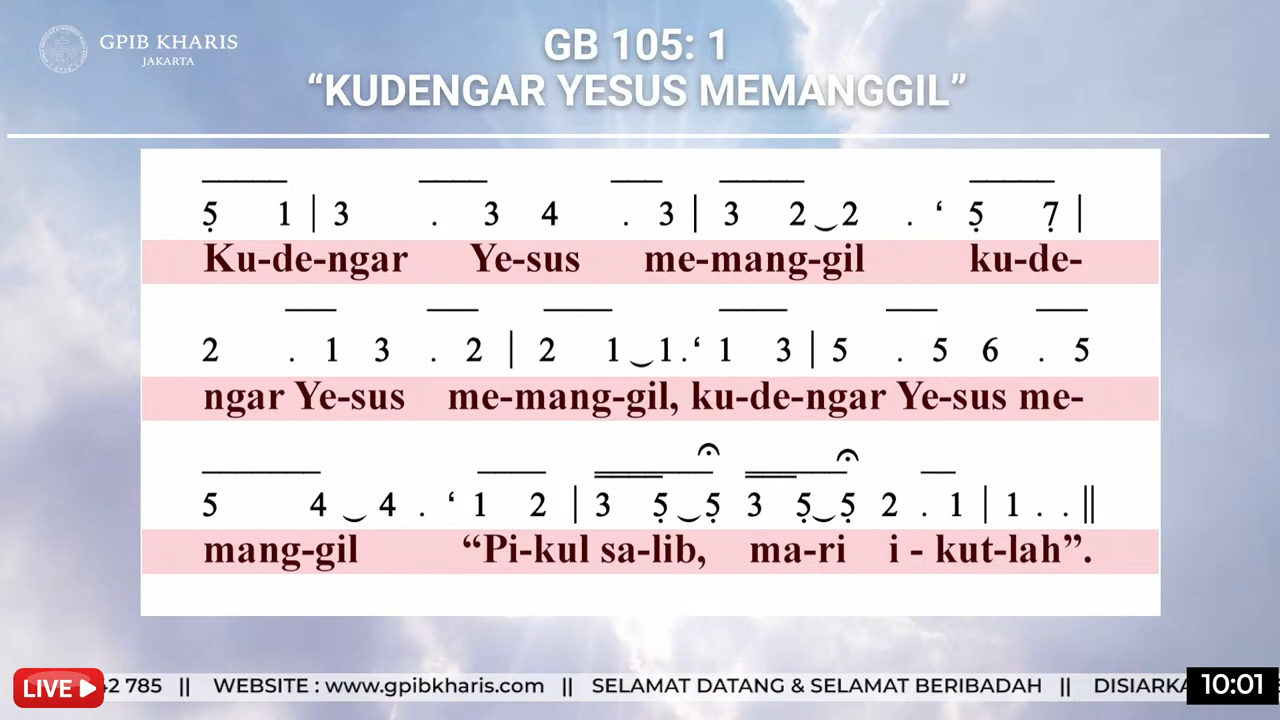 GPIB KHARIS
JAKARTA
GB 105: 1
“KUDENGAR YESUS MEMANGGIL”
5̣ 1 | 3 . 3 4 . 3 | 3 2‿2 . ‘ 5̣ 7̣ |
Ku-de-ngar Ye-sus me-mang-gil ku-de-
2 . 1 3 . 2 | 2 1‿1 . ‘ 1 3 | 5 . 5 6 . 5
ngar Ye-sus me-mang-gil, ku-de-ngar Ye-sus me-
5 4‿4 . ‘ 1 2 | 3 5̣‿5̣ 3 5̣‿5̣ 2 . 1 | 1 . . ||
mang-gil “Pi-kul sa-lib, ma-ri i - kut-lah”.
LIVE 2 785 || WEBSITE : www.gpibkharis.com || SELAMAT DATANG & SELAMAT BERIBADAH || 10:01